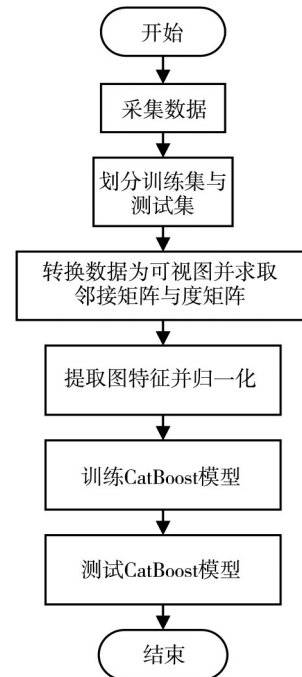 开始
采集数据
划分训练集与
测试集
转换数据为可视图并求取
邻接矩阵与度矩阵
提取图特征并归一化
训练CatBoost模型
测试CatBoost模型
结束